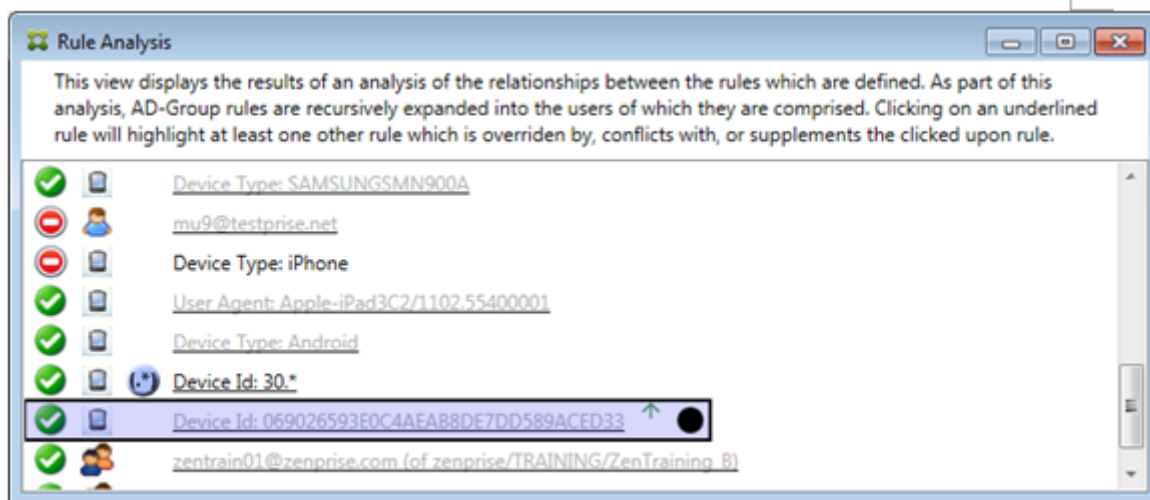 Rule Analysis
This view displays the results of an analysis of the relationships between the rules which are defined. As part of this
analysis, AD-Group rules are recursively expanded into the users of which they are comprised. Clicking on an underlined
rule will highlight at least one other rule which is overriden by, conflicts with, or supplements the clicked upon rule.
Device Type: SAMSUNGSMN900A
mu9@testprise.net
Device Type: iPhone
User Agent: Apple-iPad3C2/1102.55400001
Device Type: Android
(.*) Device Id: 30.*
Device Id: 069026593E0C4AEAB8DE7DD589ACED33
zentrain01@zenprise.com (of zenprise/TRAINING/ZenTraining B)